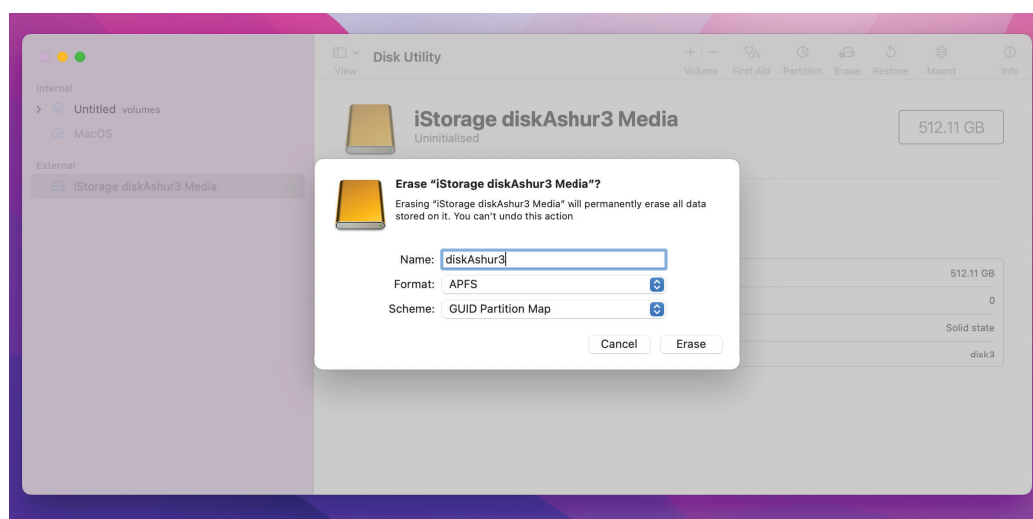 Disk Utility
View
Volume First Aid Partition Erase Restore Mount Info
Internal
Untitled volumes
MacOS
External
iStorage diskAshur3 Media
iStorage diskAshur3 Media
Uninitialised
512.11 GB
Erase “iStorage diskAshur3 Media”?
Erasing “iStorage diskAshur3 Media” will permanently erase all data
stored on it. You can’t undo this action
Name: diskAshur3
Format: APFS
Scheme: GUID Partition Map
Cancel Erase
512.11 GB
0
Solid state
disk3